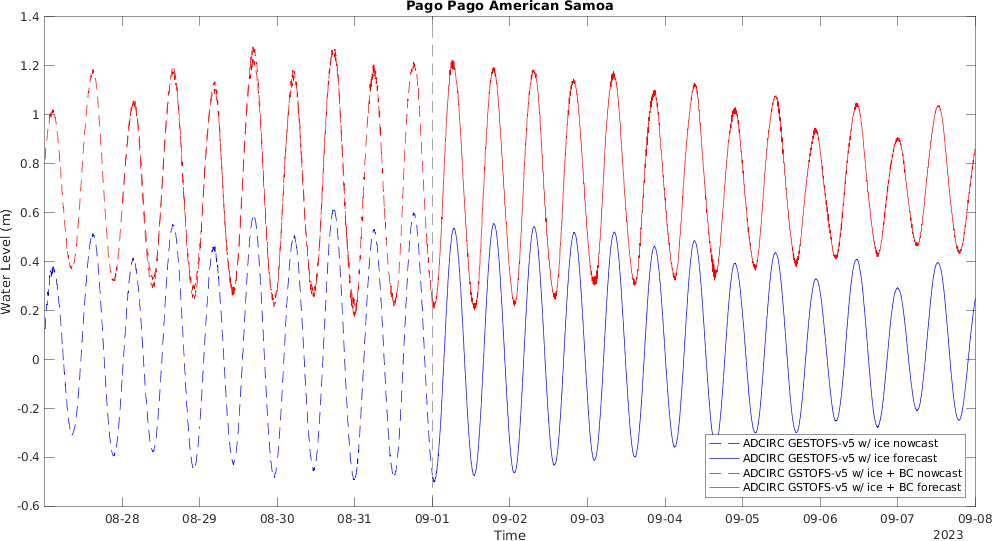 Pago Pago American Samoa
1.4
1.2
1
0.8
0.6
0.4
0.2
0
-0.2
-0.4
-0.6
Water Level (m)
ADCIRC GESTOFS-v5 w/ ice nowcast
ADCIRC GESTOFS-v5 w/ ice forecast
ADCIRC GSTOFS-v5 w/ ice + BC nowcast
ADCIRC GSTOFS-v5 w/ ice + BC forecast
08-28 08-29 08-30 08-31 09-01 09-02 09-03 09-04 09-05 09-06 09-07 09-08
Time
2023